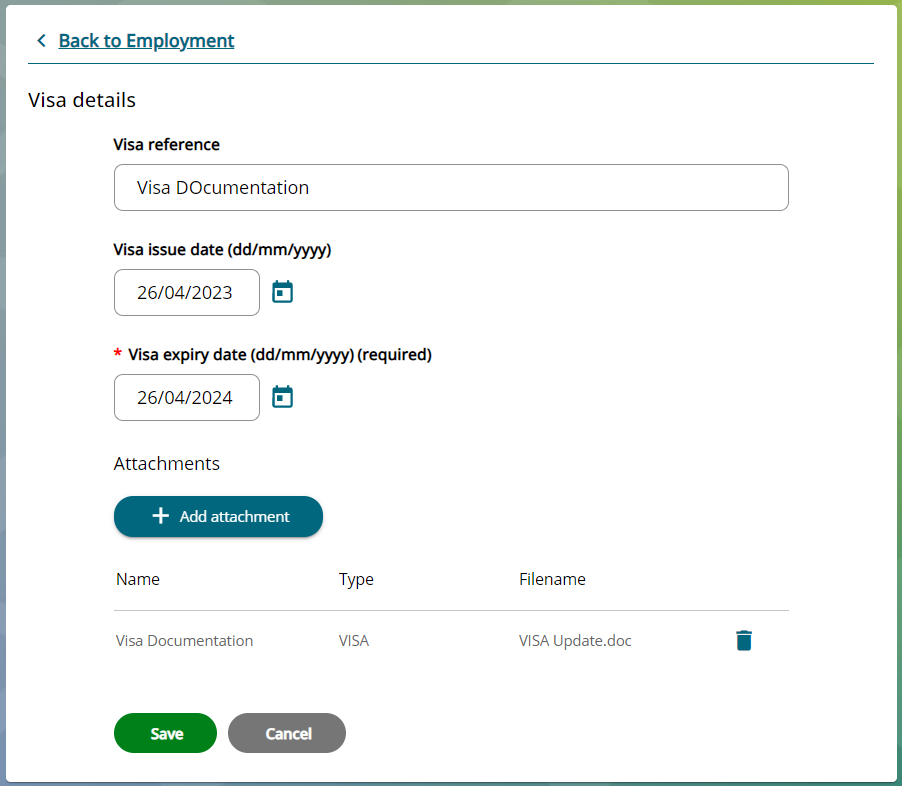 Back to Employment
Visa details
Visa reference
Visa DOcumentation
Visa issue date (dd/mm/yyyy)
26/04/2023
* Visa expiry date (dd/mm/yyyy) (required)
26/04/2024
Attachments
+ Add attachment
Name Type Filename
Visa Documentation VISA VISA Update.doc
Save Cancel